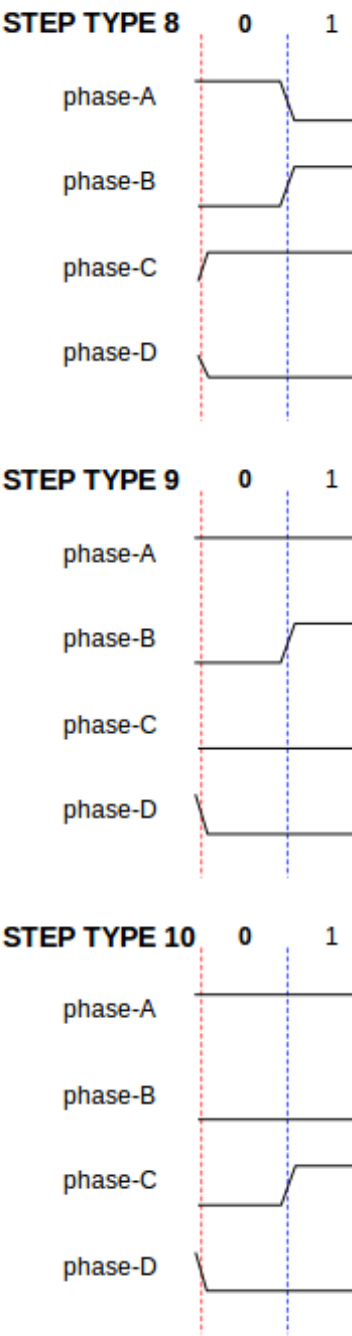 STEP TYPE 8 0 1
phase-A
phase-B
phase-C
phase-D
STEP TYPE 9 0 1
phase-A
phase-B
phase-C
phase-D
STEP TYPE 10 0 1
phase-A
phase-B
phase-C
phase-D